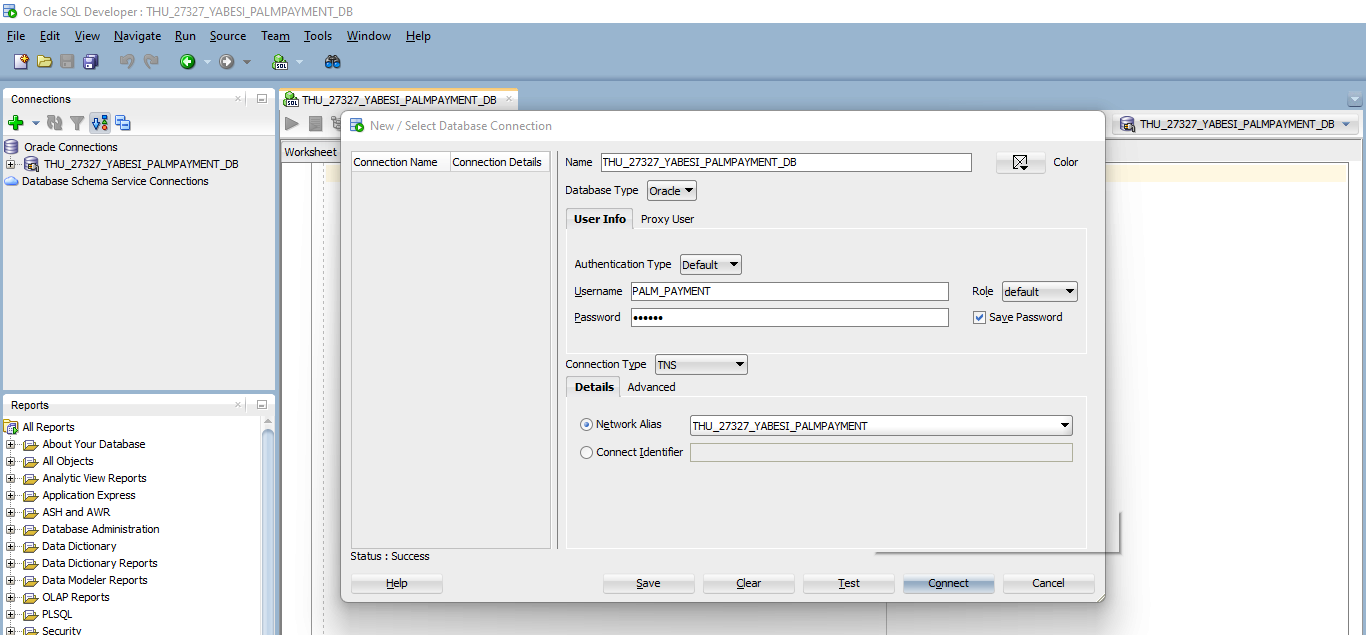 Oracle SQL Developer : THU_27327_YABESI_PALMPAYMENT_DB
File Edit View Navigate Run Source Team Tools Window Help
Connections
Oracle Connections
THU_27327_YABESI_PALMPAYMENT_DB
Database Schema Service Connections
Reports
All Reports
About Your Database
All Objects
Analytic View Reports
Application Express
ASH and AWR
Database Administration
Data Dictionary
Data Dictionary Reports
Data Modeler Reports
OLAP Reports
PLSQL
Security
SQL THU_27327_YABESI_PALMPAYMENT_DB
THU_27327_YABESI_PALMPAYMENT_DB
Worksheet
New / Select Database Connection
Connection Name Connection Details
Name THU_27327_YABESI_PALMPAYMENT_DB Color
Database Type Oracle
User Info Proxy User
Authentication Type Default
Username PALM_PAYMENT Role default
Password •••••• Save Password
Connection Type TNS
Details Advanced
Network Alias THU_27327_YABESI_PALMPAYMENT
Connect Identifier
Status : Success
Help Save Clear Test Connect Cancel